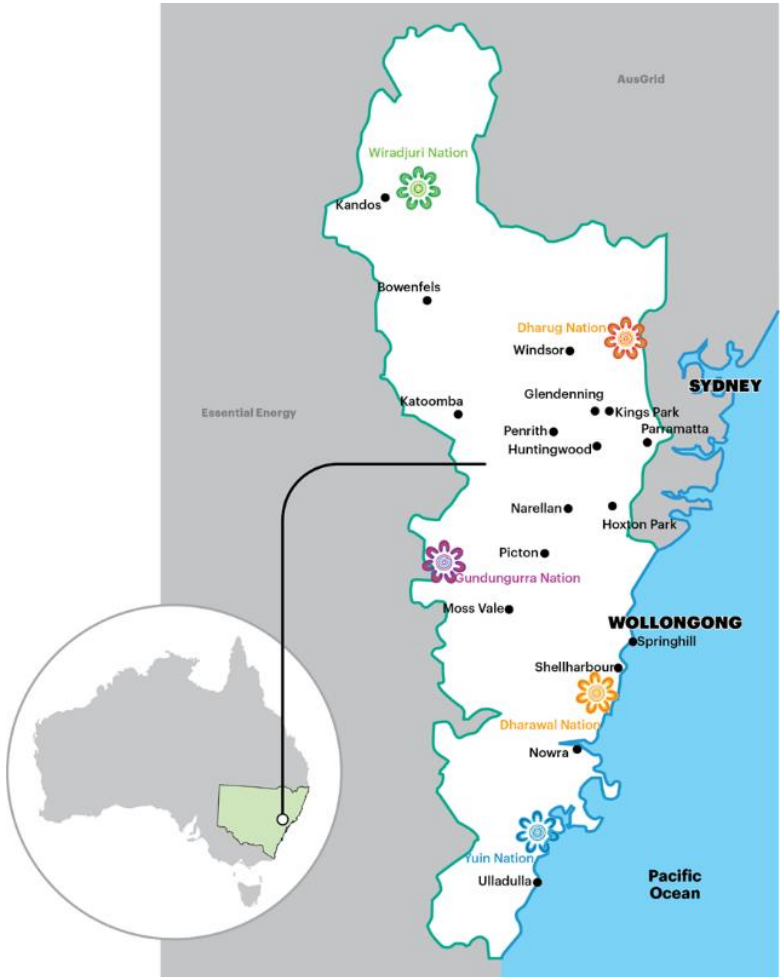 AusGrid
Wiradjuri Nation
Kandos
Bowenfels
Dharug Nation
Windsor
SYDNEY
Glendenning
Katoomba
Essential Energy
Kings Park
Parramatta
Penrith
Huntingwood
Narellan
Hoxton Park
Picton
Gundungurra Nation
Moss Vale
WOLLONGONG
Springhill
Shellharbour
Dharawal Nation
Nowra
Yuin Nation
Ulladulla
Pacific
Ocean